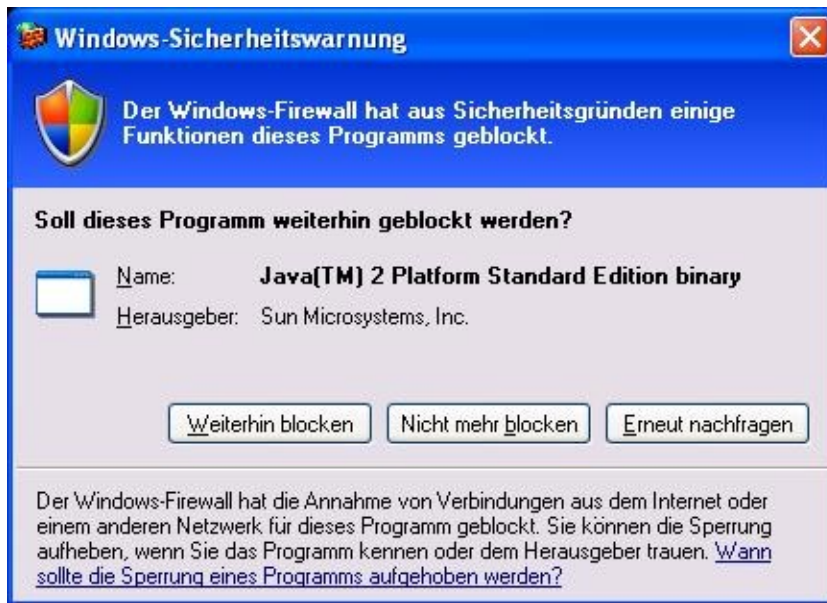 Windows-Sicherheitswarnung
Der Windows-Firewall hat aus Sicherheitsgründen einige
Funktionen dieses Programms geblockt.
Soll dieses Programm weiterhin geblockt werden?
Name: Java(TM) 2 Platform Standard Edition binary
Herausgeber: Sun Microsystems, Inc.
Weiterhin blocken Nicht mehr blocken Erneut nachfragen
Der Windows-Firewall hat die Annahme von Verbindungen aus dem Internet oder
einem anderen Netzwerk für dieses Programm geblockt. Sie können die Sperrung
aufheben, wenn Sie das Programm kennen oder dem Herausgeber trauen. Wann
sollte die Sperrung eines Programms aufgehoben werden?